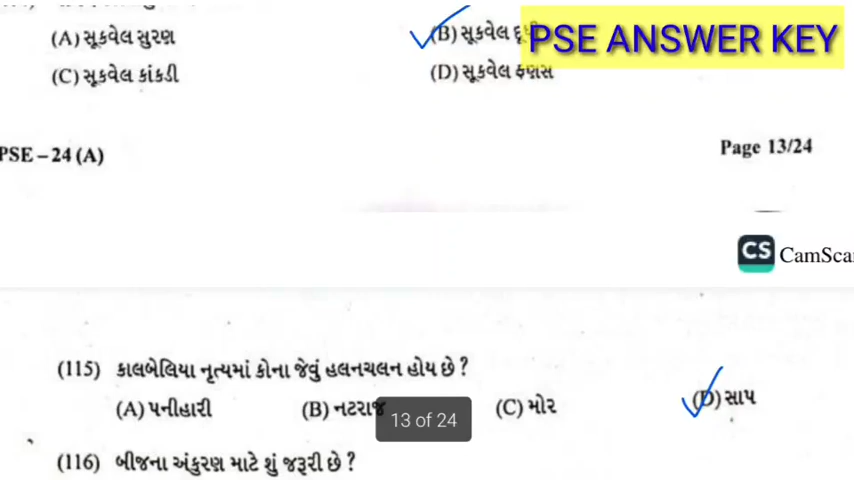 (A) સૂકવેલ સુરણ
(B) સૂકવેલ
PSE ANSWER KEY
(C) સૂકવેલ કાંકડી
(D) સૂકવેલ ફણસ
PSE – 24 (A)
Page 13/24
CS CamSca
(115) કાલબેલિયા નૃત્યમાં કોના જેવું હલનચલન હોય છે ?
(A) પનીહારી
(B) નટરાજ
(C) મોર
(D) સાપ
13 of 24
(116) બીજના અંકુરણ માટે શું જરૂરી છે ?